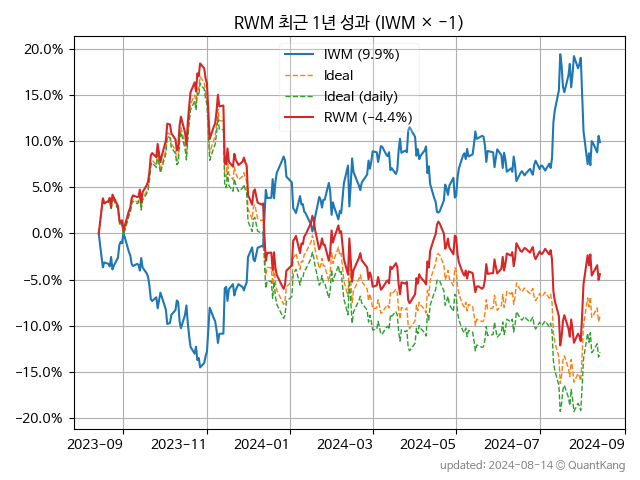 RWM 최근 1년 성과 (IWM × −1)
IWM (9.9%)
Ideal
Ideal (daily)
RWM (−4.4%)
20.0%
15.0%
10.0%
5.0%
0.0%
−5.0%
−10.0%
−15.0%
−20.0%
2023-09 2023-11 2024-01 2024-03 2024-05 2024-07 2024-09
updated: 2024-08-14 © QuantKang